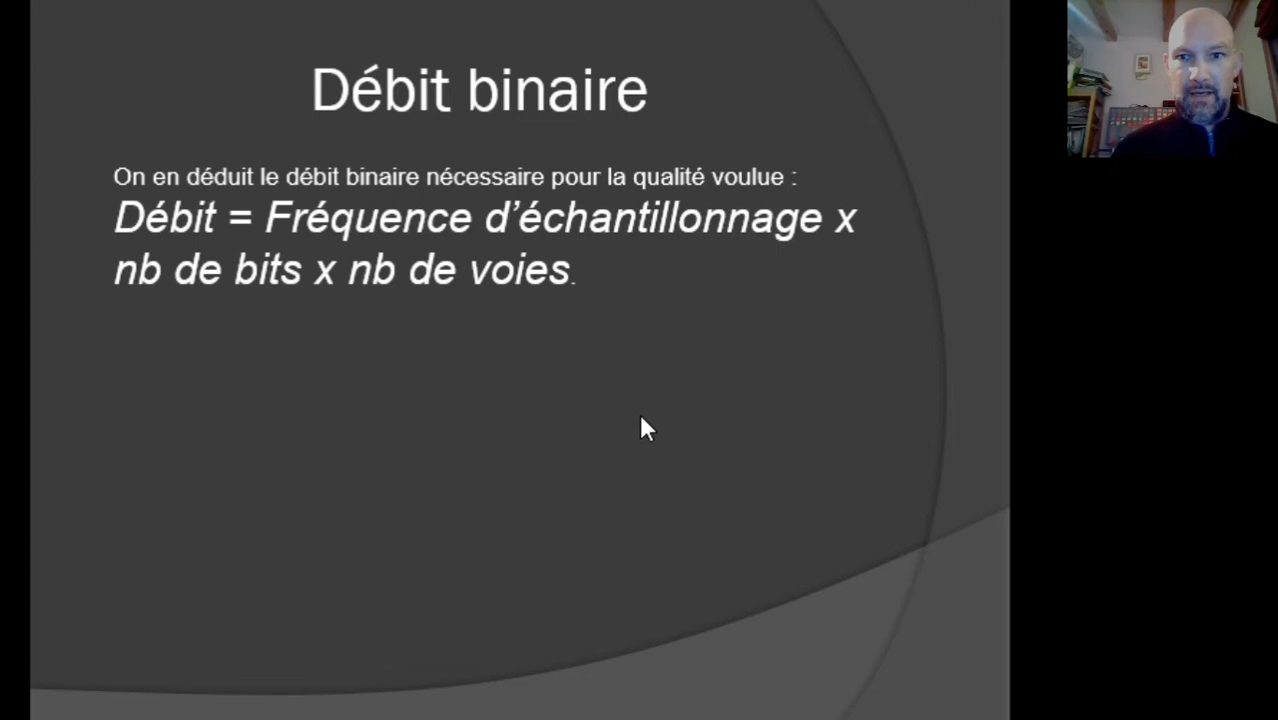 Débit binaire
On en déduit le débit binaire nécessaire pour la qualité voulue :
Débit = Fréquence d’échantillonnage x
nb de bits x nb de voies.